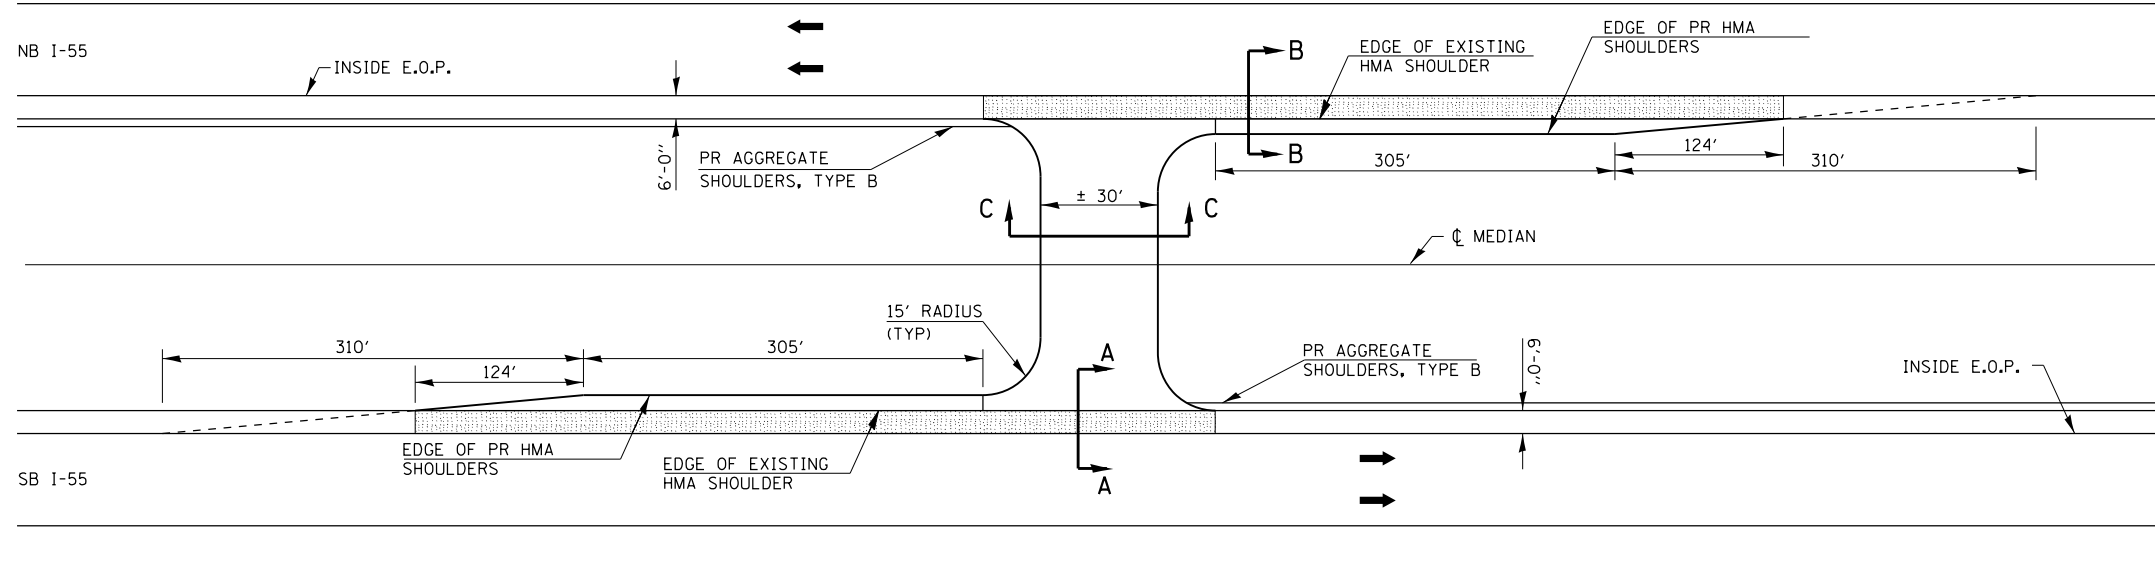 NB I-55
INSIDE E.O.P.
6'-0"
PR AGGREGATE
SHOULDERS, TYPE B
B
B
EDGE OF EXISTING
HMA SHOULDER
EDGE OF PR HMA
SHOULDERS
124'
305'
310'
± 30'
C
C
℄ MEDIAN
15' RADIUS
(TYP)
310'
305'
124'
A
A
PR AGGREGATE
SHOULDERS, TYPE B
6'-0"
INSIDE E.O.P.
EDGE OF PR HMA
SHOULDERS
EDGE OF EXISTING
HMA SHOULDER
SB I-55